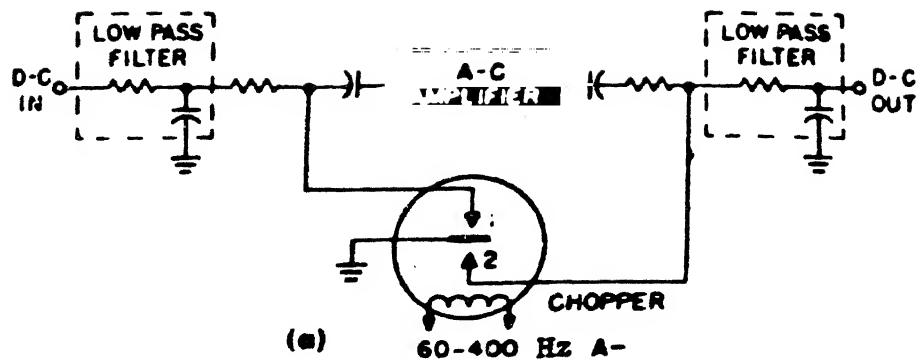 LOW PASS
FILTER
D-C
IN
A-C
AMPLIFIER
LOW PASS
FILTER
D-C
OUT
2
CHOPPER
(a)
60-400 Hz A-